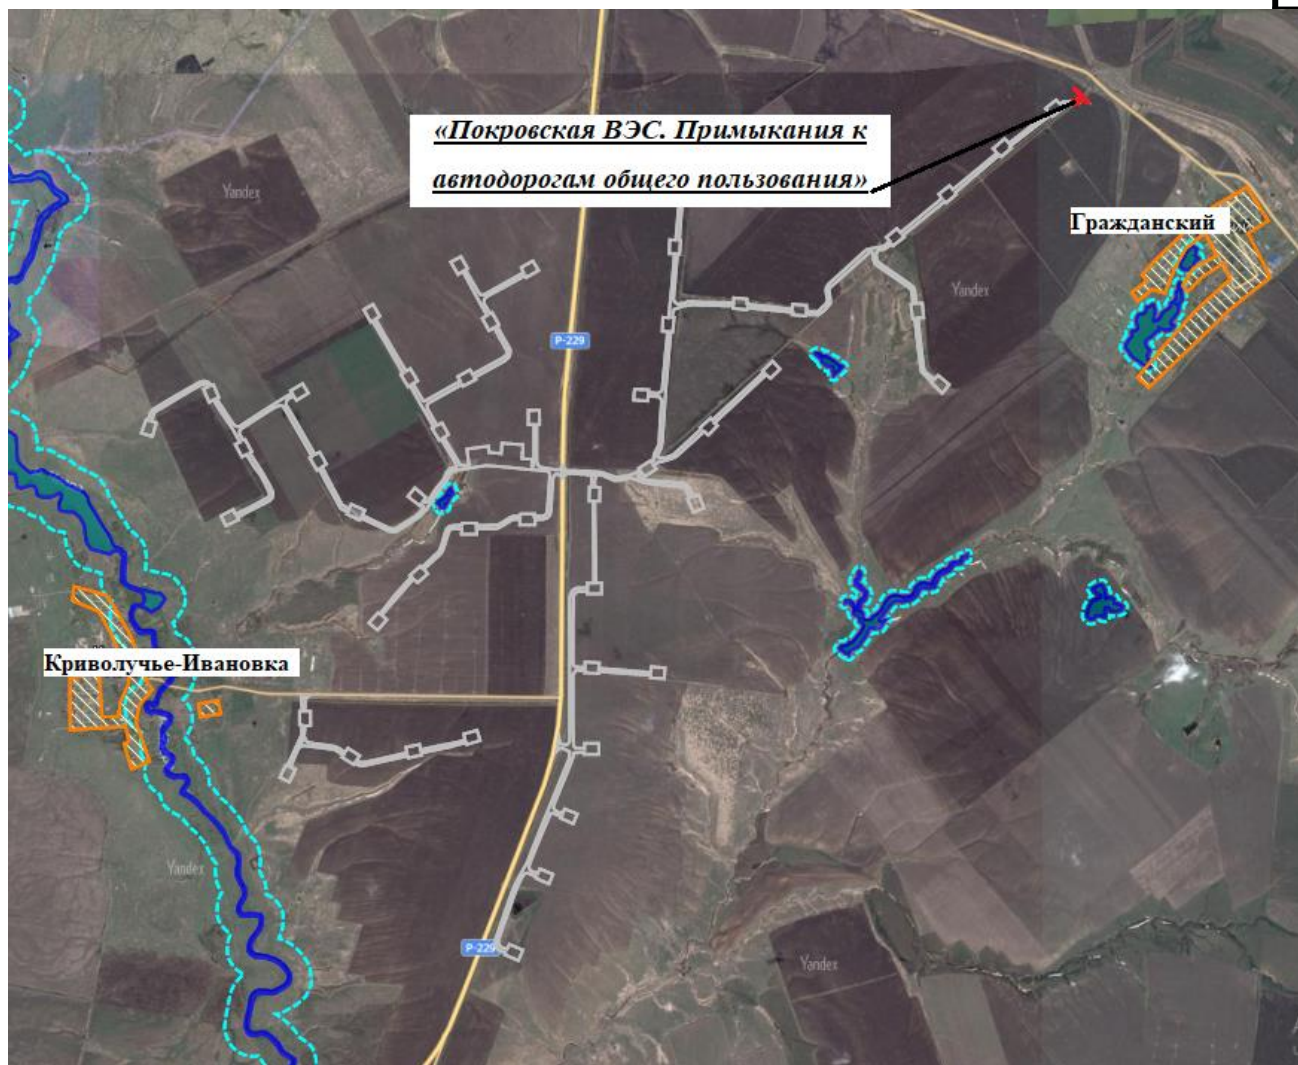 «Покровская ВЭС. Примыкания к
автодорогам общего пользования»
Yandex
Гражданский
Yandex
Р-229
Криволучье-Ивановка
Yandex
Р-229
Yandex